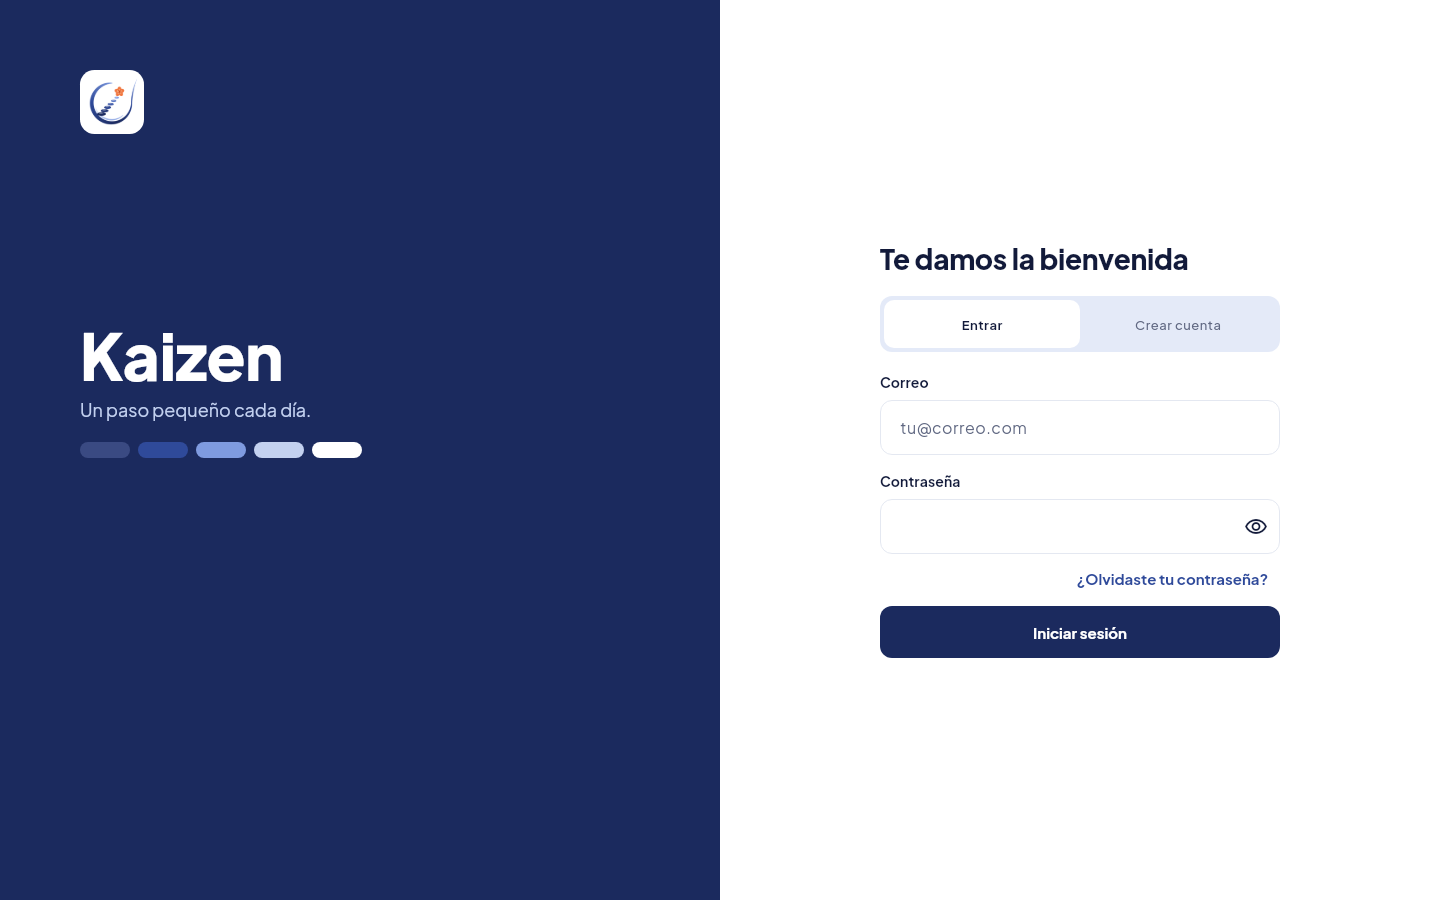 Kaizen
Un paso pequeño cada día.
Te damos la bienvenida
Entrar
Crear cuenta
Correo
tu@correo.com
Contraseña
¿Olvidaste tu contraseña?
Iniciar sesión